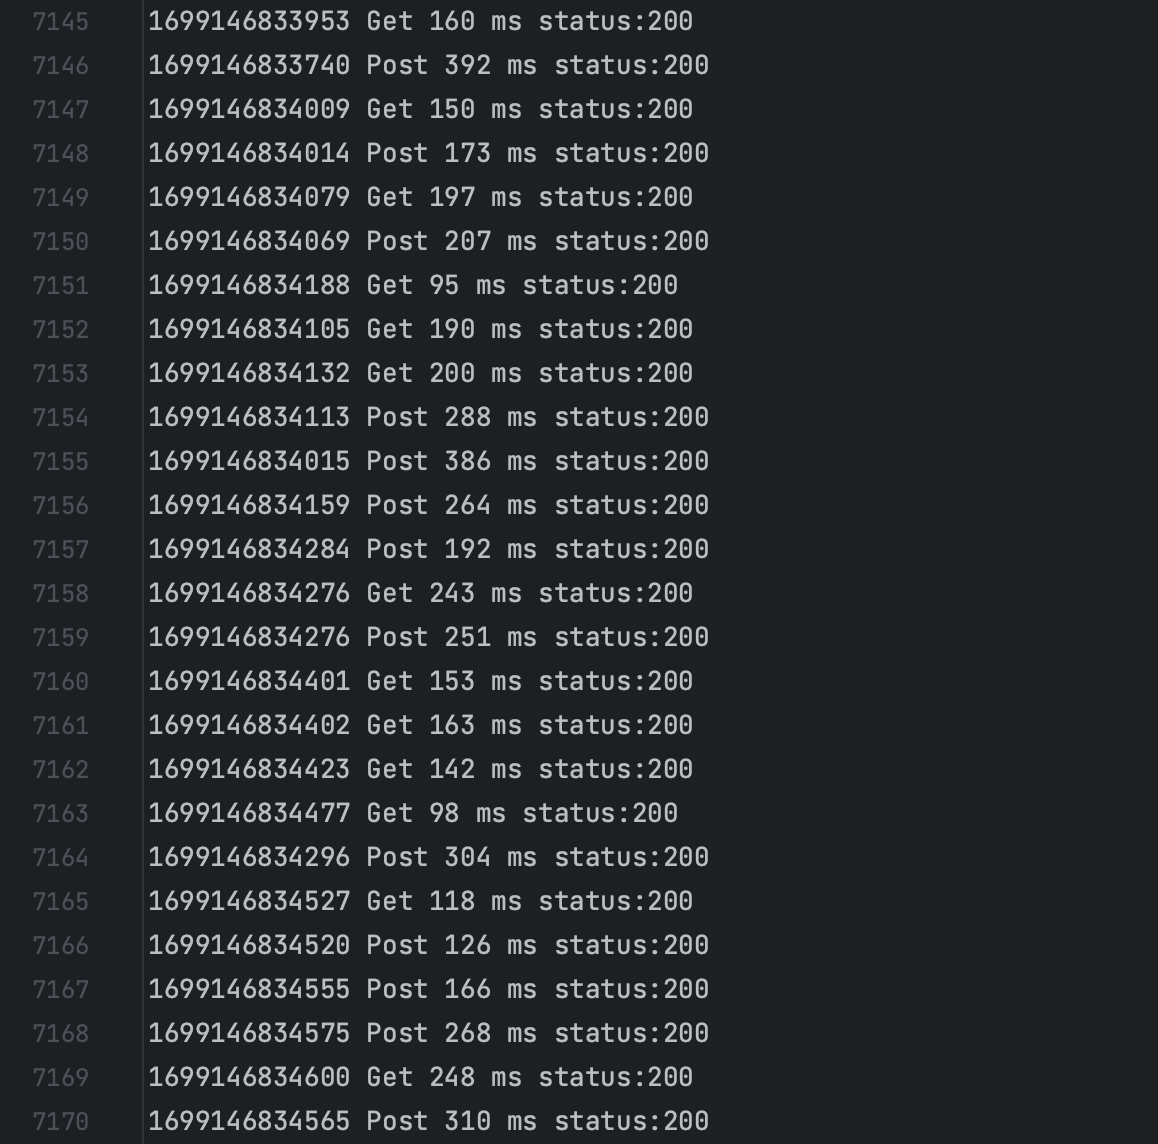 7145 1699146833953 Get 160 ms status:200
7146 1699146833740 Post 392 ms status:200
7147 1699146834009 Get 150 ms status:200
7148 1699146834014 Post 173 ms status:200
7149 1699146834079 Get 197 ms status:200
7150 1699146834069 Post 207 ms status:200
7151 1699146834188 Get 95 ms status:200
7152 1699146834105 Get 190 ms status:200
7153 1699146834132 Get 200 ms status:200
7154 1699146834113 Post 288 ms status:200
7155 1699146834015 Post 386 ms status:200
7156 1699146834159 Post 264 ms status:200
7157 1699146834284 Post 192 ms status:200
7158 1699146834276 Get 243 ms status:200
7159 1699146834276 Post 251 ms status:200
7160 1699146834401 Get 153 ms status:200
7161 1699146834402 Get 163 ms status:200
7162 1699146834423 Get 142 ms status:200
7163 1699146834477 Get 98 ms status:200
7164 1699146834296 Post 304 ms status:200
7165 1699146834527 Get 118 ms status:200
7166 1699146834520 Post 126 ms status:200
7167 1699146834555 Post 166 ms status:200
7168 1699146834575 Post 268 ms status:200
7169 1699146834600 Get 248 ms status:200
7170 1699146834565 Post 310 ms status:200